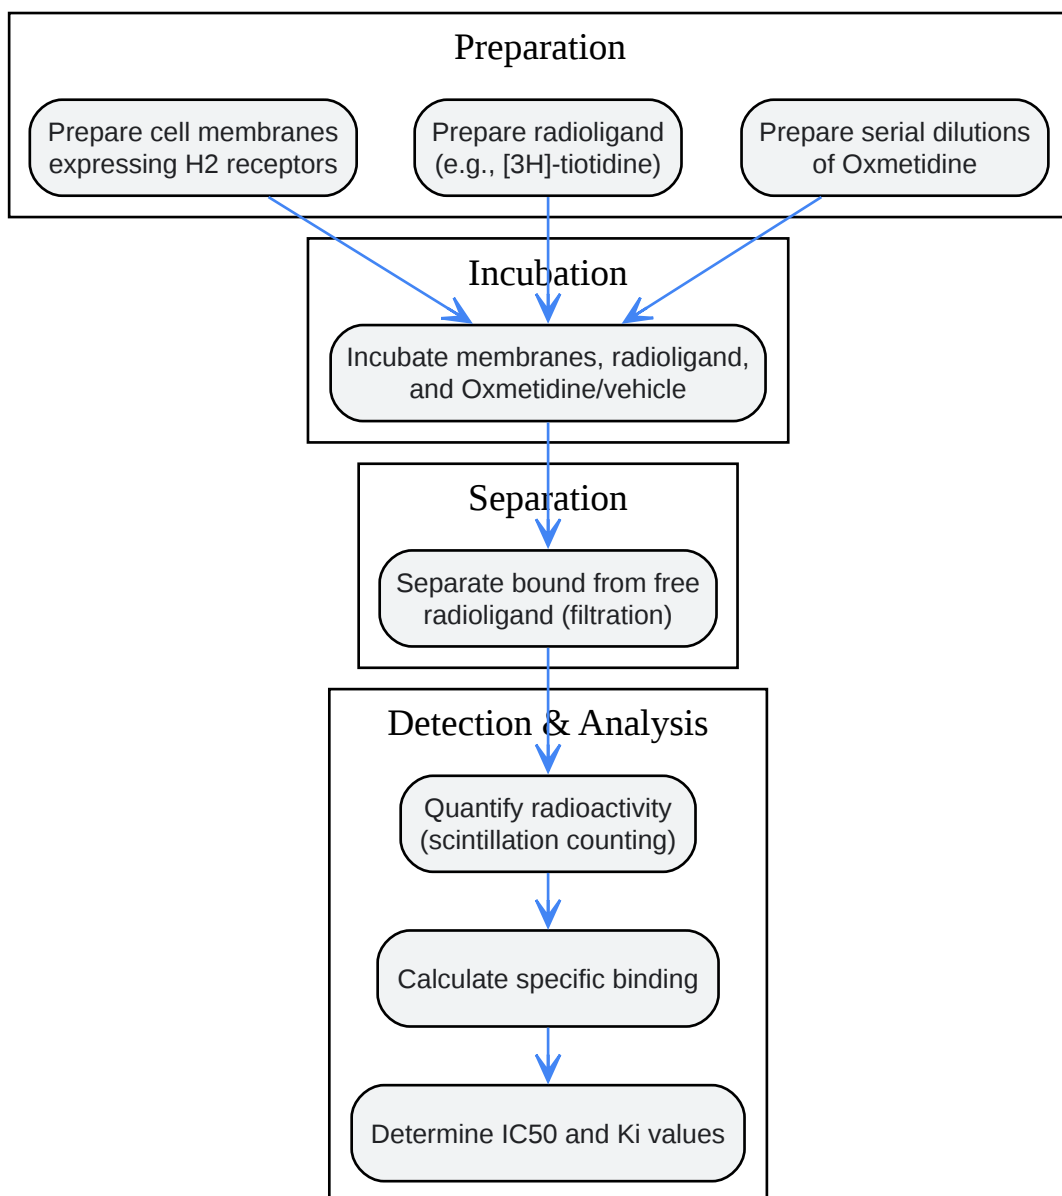 Preparation
Prepare cell membranes
expressing H2 receptors
Prepare radioligand
(e.g., [3H]-tiotidine)
Prepare serial dilutions
of Oxmetidine
Incubation
Incubate membranes, radioligand,
and Oxmetidine/vehicle
Separation
Separate bound from free
radioligand (filtration)
Detection & Analysis
Quantify radioactivity
(scintillation counting)
Calculate specific binding
Determine IC50 and Ki values